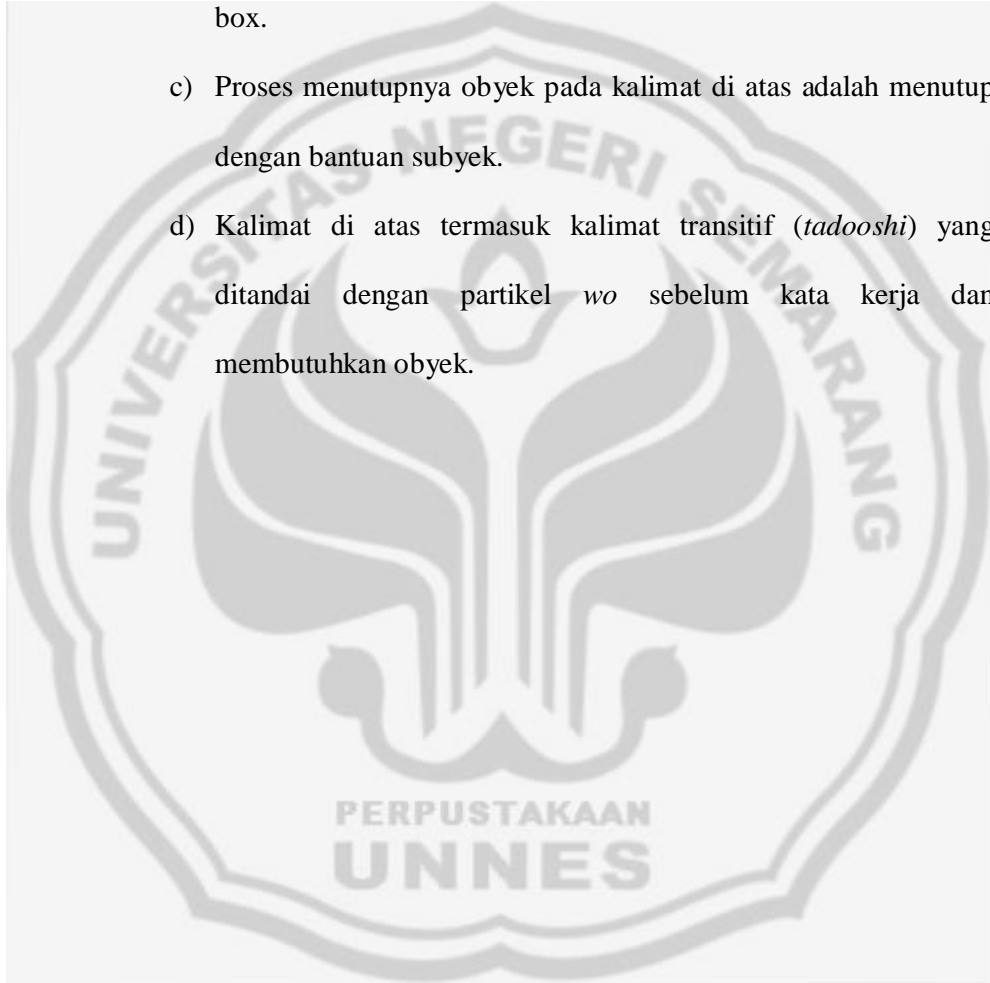 box.
c) Proses menutupnya obyek pada kalimat di atas adalah menutup
dengan bantuan subyek.
d) Kalimat di atas termasuk kalimat transitif (tadooshi) yang
ditandai dengan partikel wo sebelum kata kerja dan
membutuhkan obyek.
UNIVERSITAS NEGERI SEMARANG
PERPUSTAKAAN
UNNES